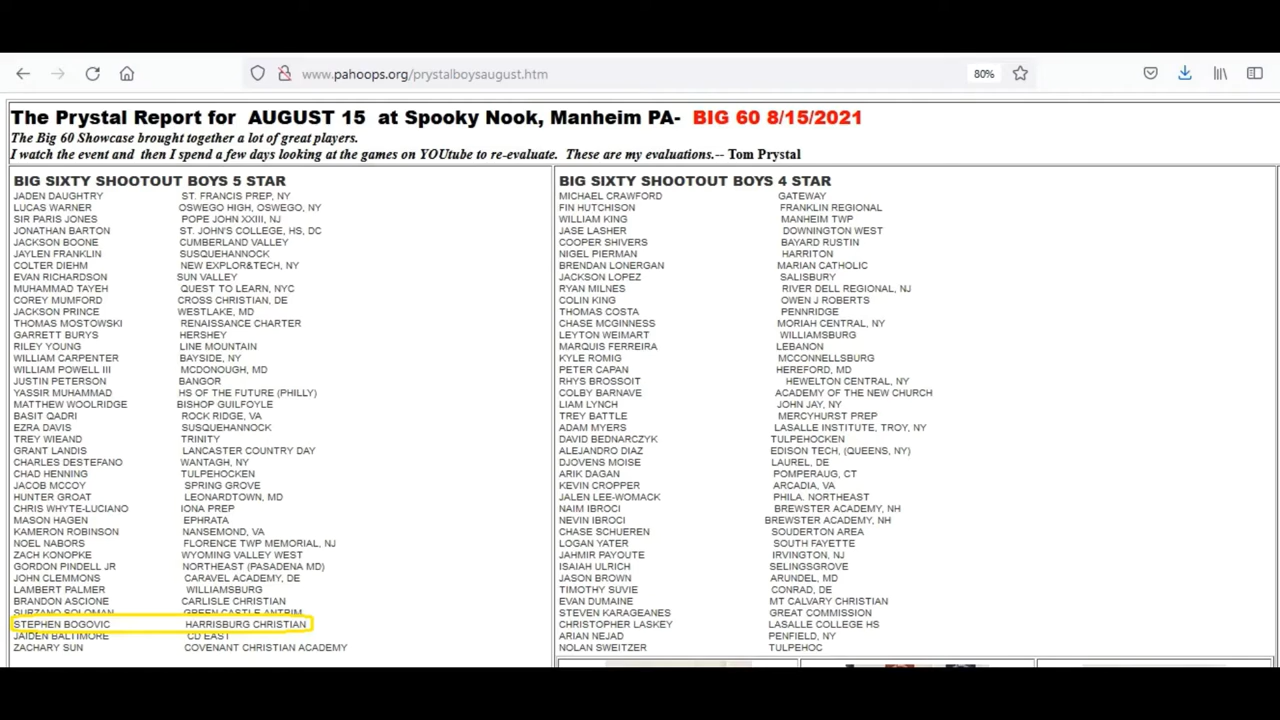 www.pahoops.org/prystalboysaugust.htm
80%
The Prystal Report for AUGUST 15 at Spooky Nook, Manheim PA- BIG 60 8/15/2021
The Big 60 Showcase brought together a lot of great players.
I watch the event and then I spend a few days looking at the games on YOUtube to re-evaluate. These are my evaluations.-- Tom Prystal
BIG SIXTY SHOOTOUT BOYS 5 STAR
JADEN DAUGHTRY ST. FRANCIS PREP, NY
LUCAS WARNER OSWEGO HIGH, OSWEGO, NY
SIR PARIS JONES POPE JOHN XXIII, NJ
JONATHAN BARTON ST. JOHN'S COLLEGE, HS, DC
JACKSON BOONE CUMBERLAND VALLEY
JAYLEN FRANKLIN SUSQUEHANNOCK
COLTER DIEHM NEW EXPLOR&TECH, NY
EVAN RICHARDSON SUN VALLEY
MUHAMMAD TAYEH QUEST TO LEARN, NYC
COREY MUMFORD CROSS CHRISTIAN, DE
JACKSON PRINCE WESTLAKE, MD
THOMAS MOSTOWSKI RENAISSANCE CHARTER
GARRETT BURYS HERSHEY
RILEY YOUNG LINE MOUNTAIN
WILLIAM CARPENTER BAYSIDE, NY
WILLIAM POWELL III MCDONOUGH, MD
JUSTIN PETERSON BANGOR
YASSIR MUHAMMAD HS OF THE FUTURE (PHILLY)
MATTHEW WOOLRIDGE BISHOP GUILFOYLE
BASIT QADRI ROCK RIDGE, VA
EZRA DAVIS SUSQUEHANNOCK
TREY WIEAND TRINITY
GRANT LANDIS LANCASTER COUNTRY DAY
CHARLES DESTEFANO WANTAGH, NY
CHAD HENNING TULPEHOCKEN
JACOB MCCOY SPRING GROVE
HUNTER GROAT LEONARDTOWN, MD
CHRIS WHYTE-LUCIANO IONA PREP
MASON HAGEN EPHRATA
KAMERON ROBINSON NANSEMOND, VA
NOEL NABORS FLORENCE TWP MEMORIAL, NJ
ZACH KONOPKE WYOMING VALLEY WEST
GORDON PINDELL JR NORTHEAST (PASADENA MD)
JOHN CLEMMONS CARAVEL ACADEMY, DE
LAMBERT PALMER WILLIAMSBURG
BRANDON ASCIONE CARLISLE CHRISTIAN
SURZANO SOLOMAN GREEN CASTLE ANTRIM
STEPHEN BOGOVIC HARRISBURG CHRISTIAN
JAIDEN BALTIMORE CD EAST
ZACHARY SUN COVENANT CHRISTIAN ACADEMY
BIG SIXTY SHOOTOUT BOYS 4 STAR
MICHAEL CRAWFORD GATEWAY
FIN HUTCHISON FRANKLIN REGIONAL
WILLIAM KING MANHEIM TWP
JASE LASHER DOWNINGTON WEST
COOPER SHIVERS BAYARD RUSTIN
NIGEL PIERMAN HARRITON
BRENDAN LONERGAN MARIAN CATHOLIC
JACKSON LOPEZ SALISBURY
RYAN MILNES RIVER DELL REGIONAL, NJ
COLIN KING OWEN J ROBERTS
THOMAS COSTA PENNRIDGE
CHASE MCGINNESS MORIAH CENTRAL, NY
LEYTON WEIMART WILLIAMSBURG
MARQUIS FERREIRA LEBANON
KYLE ROMIG MCCONNELLSBURG
PETER CAPAN HEREFORD, MD
RHYS BROSSOIT HEWELTON CENTRAL, NY
COLBY BARNAVE ACADEMY OF THE NEW CHURCH
LIAM LYNCH JOHN JAY, NY
TREY BATTLE MERCYHURST PREP
ADAM MYERS LASALLE INSTITUTE, TROY, NY
DAVID BEDNARCZYK TULPEHOCKEN
ALEJANDRO DIAZ EDISON TECH, (QUEENS, NY)
DJOVENS MOISE LAUREL, DE
ARIK DAGAN POMPERAUG, CT
KEVIN CROPPER ARCADIA, VA
JALEN LEE-WOMACK PHILA. NORTHEAST
NAIM IBROCI BREWSTER ACADEMY, NH
NEVIN IBROCI BREWSTER ACADEMY, NH
CHASE SCHUEREN SOUDERTON AREA
LOGAN YATER SOUTH FAYETTE
JAHMIR PAYOUTE IRVINGTON, NJ
ISAIAH ULRICH SELINGSGROVE
JASON BROWN ARUNDEL, MD
TIMOTHY SUVIE CONRAD, DE
EVAN DUMAINE MT CALVARY CHRISTIAN
STEVEN KARAGEANES GREAT COMMISSION
CHRISTOPHER LASKEY LASALLE COLLEGE HS
ARIAN NEJAD PENFIELD, NY
NOLAN SWEITZER TULPEHOC